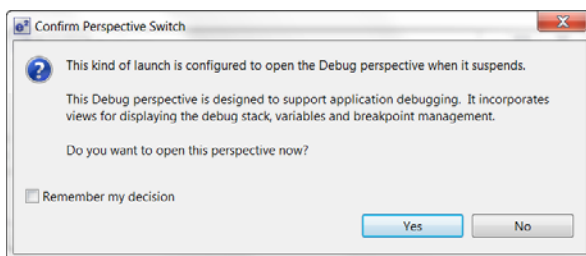 e² Confirm Perspective Switch
This kind of launch is configured to open the Debug perspective when it suspends.
This Debug perspective is designed to support application debugging. It incorporates
views for displaying the debug stack, variables and breakpoint management.
Do you want to open this perspective now?
Remember my decision
Yes No